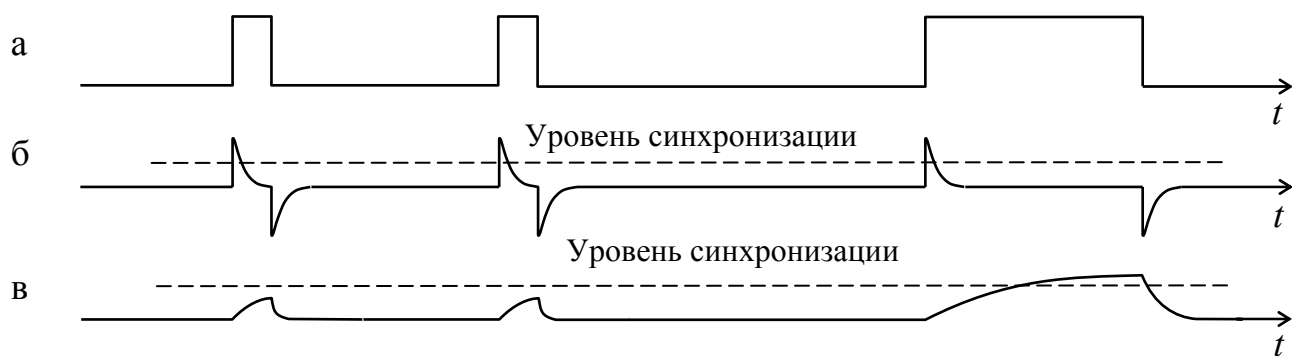 а
t
Уровень синхронизации
б
t
Уровень синхронизации
в
t